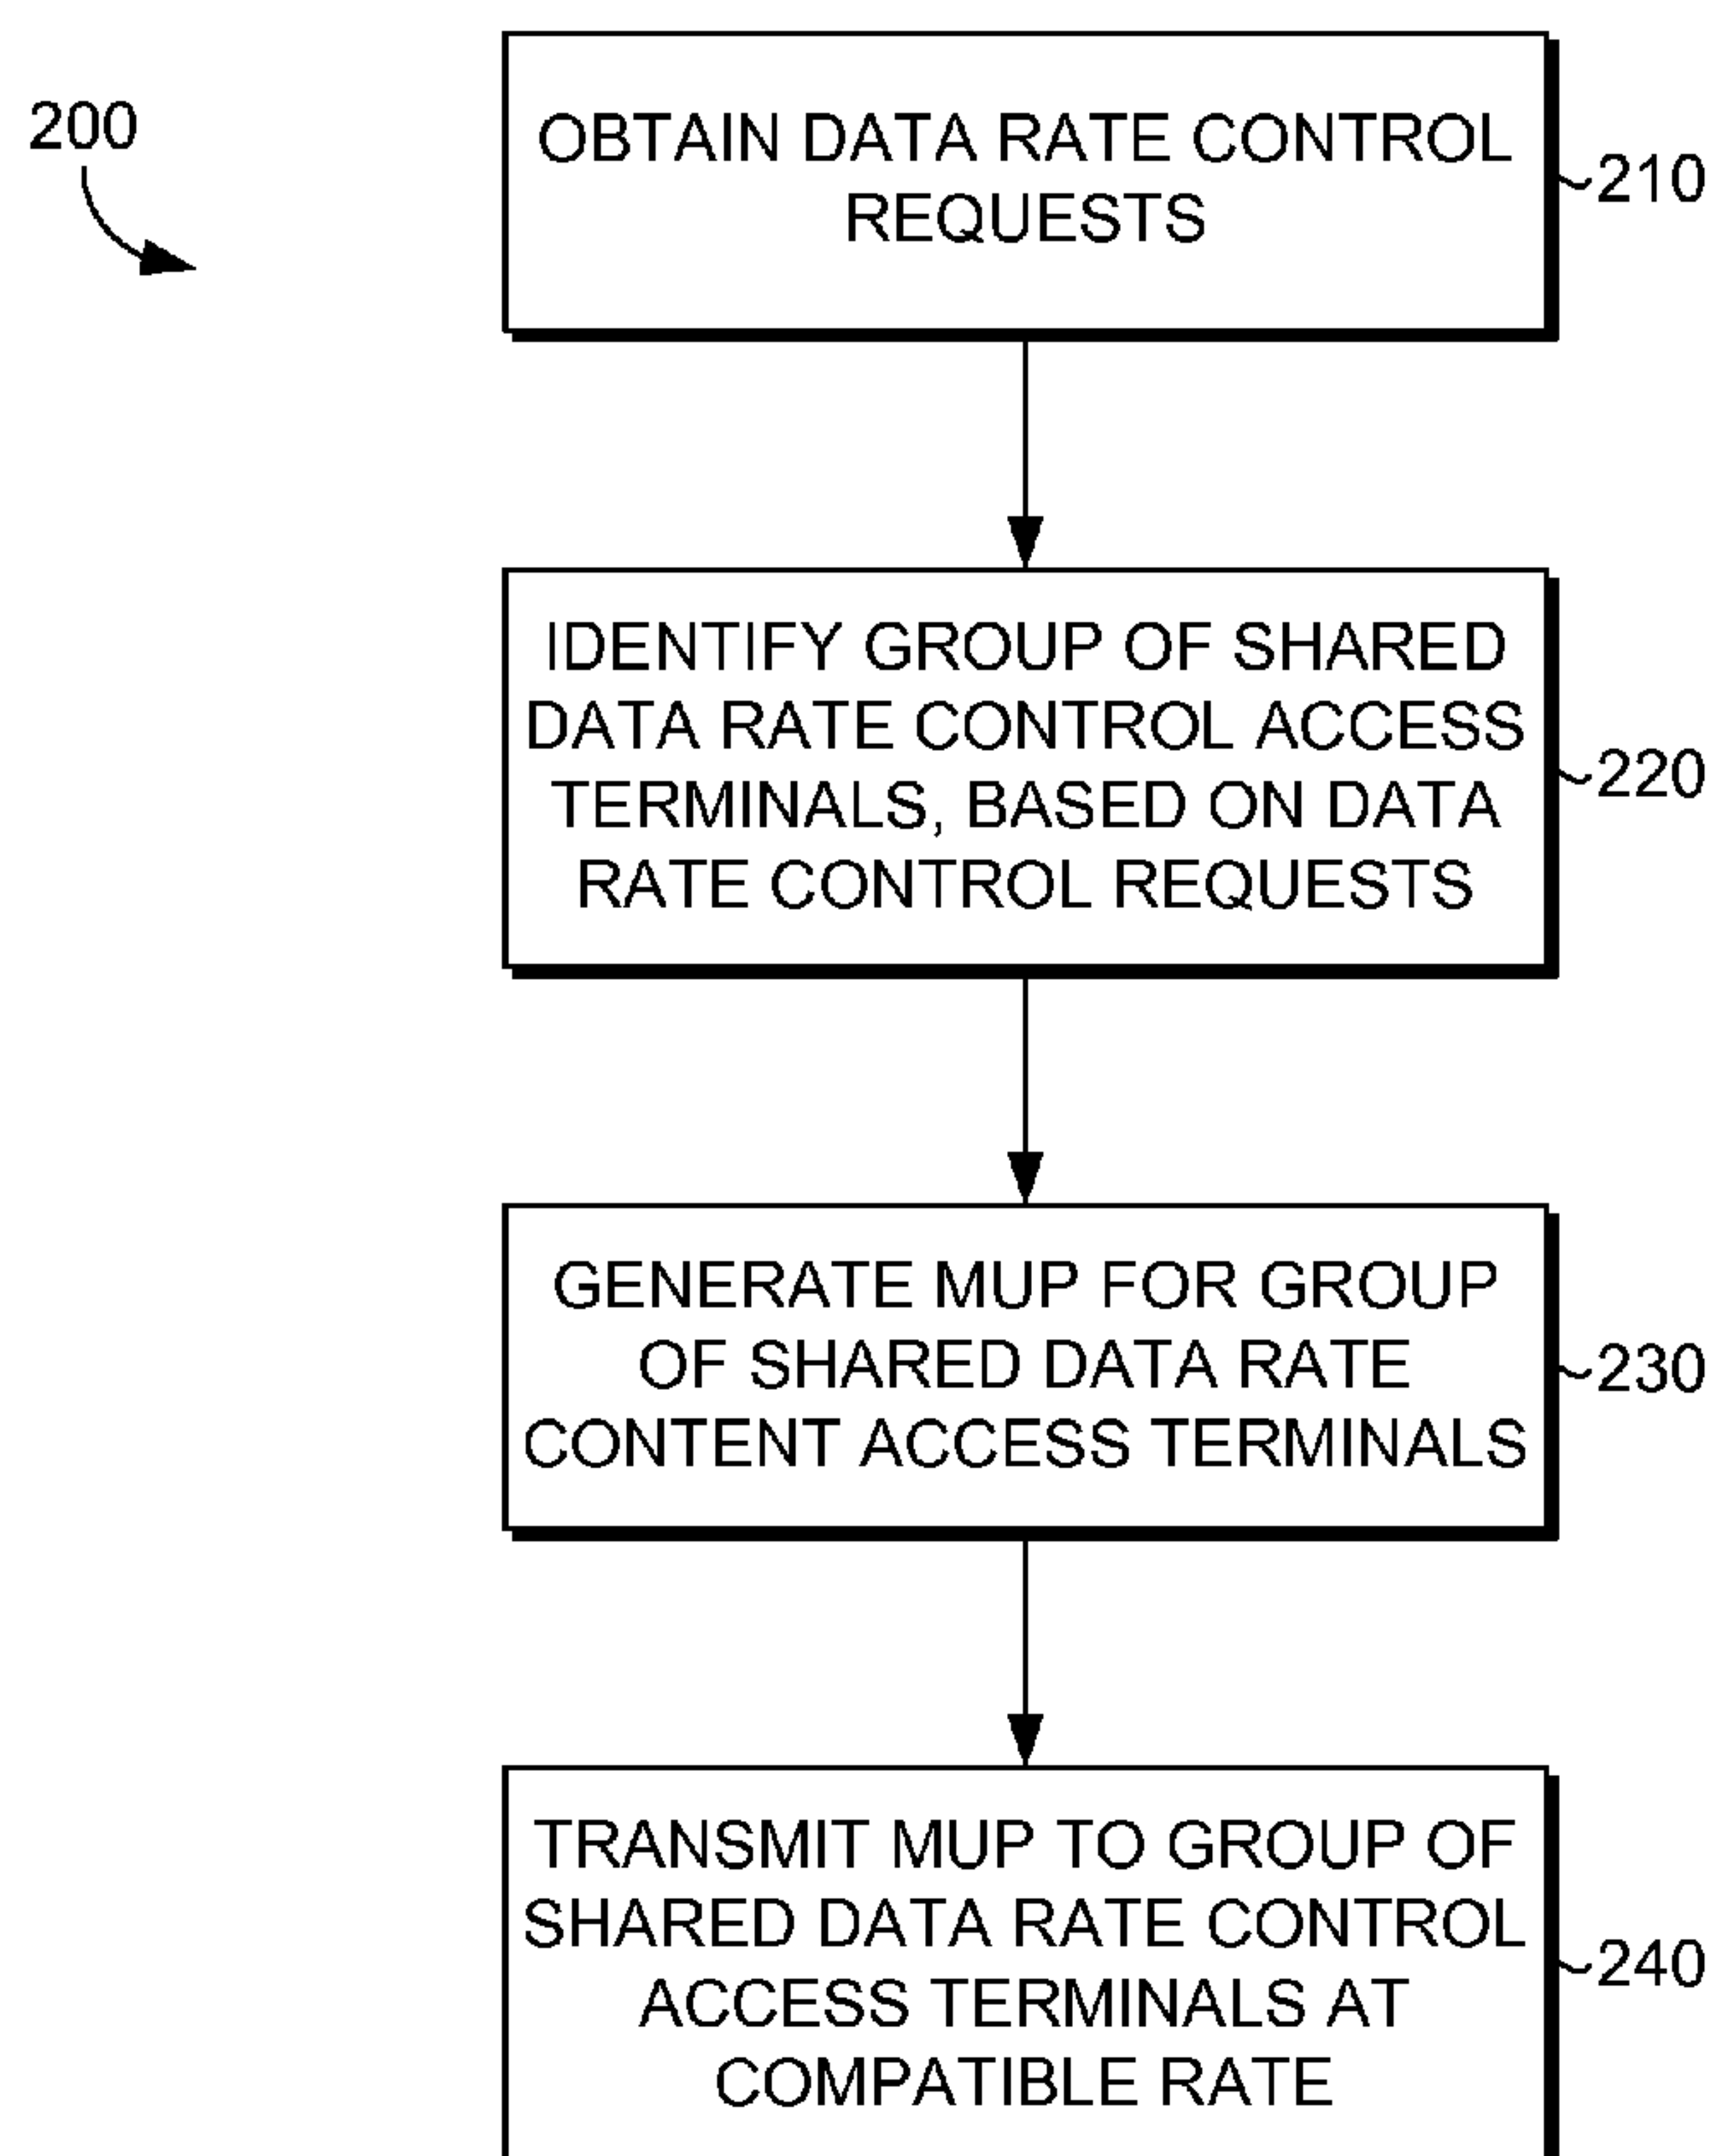 200
OBTAIN DATA RATE CONTROL
REQUESTS
210
IDENTIFY GROUP OF SHARED
DATA RATE CONTROL ACCESS
TERMINALS, BASED ON DATA
RATE CONTROL REQUESTS
220
GENERATE MUP FOR GROUP
OF SHARED DATA RATE
CONTENT ACCESS TERMINALS
230
TRANSMIT MUP TO GROUP OF
SHARED DATA RATE CONTROL
ACCESS TERMINALS AT
COMPATIBLE RATE
240